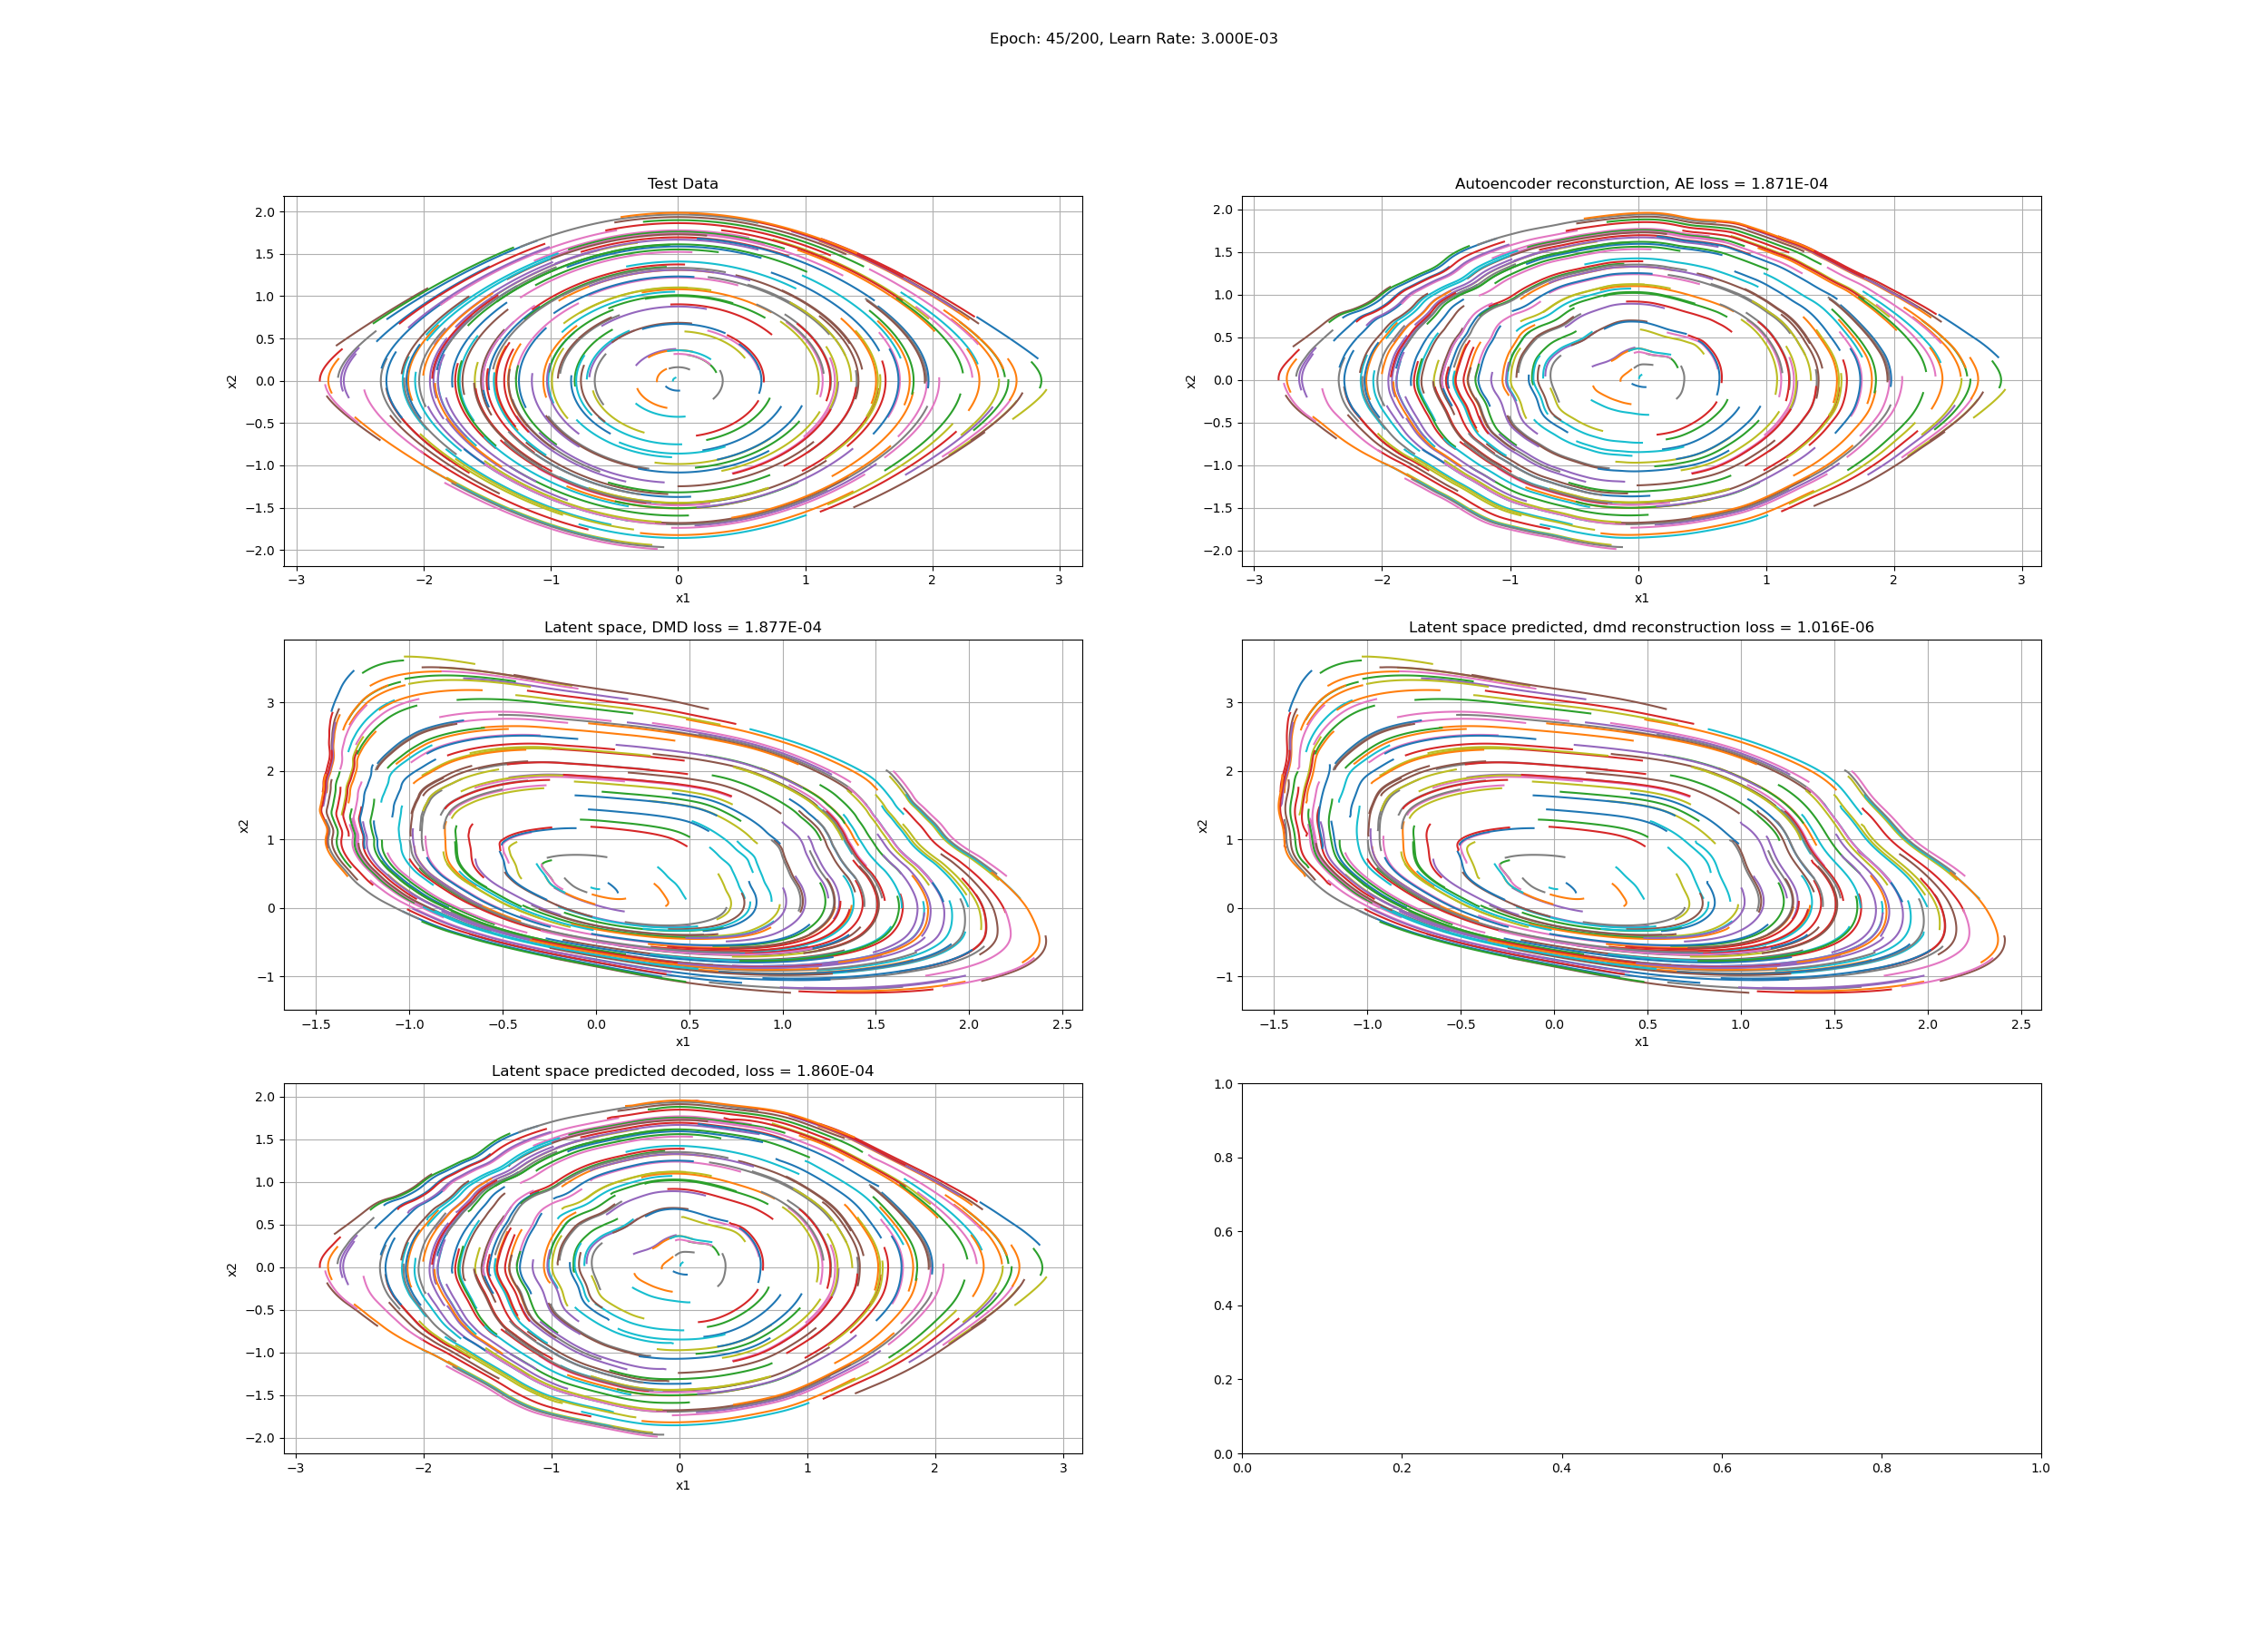 Epoch: 45/200, Learn Rate: 3.000E-03
Test Data
2.0
1.5
1.0
0.5
0.0
−0.5
−1.0
−1.5
−2.0
x2
−3 −2 −1 0 1 2 3
x1
Autoencoder reconsturction, AE loss = 1.871E-04
2.0
1.5
1.0
0.5
0.0
−0.5
−1.0
−1.5
−2.0
x2
−3 −2 −1 0 1 2 3
x1
Latent space, DMD loss = 1.877E-04
3
2
1
0
−1
x2
−1.5 −1.0 −0.5 0.0 0.5 1.0 1.5 2.0 2.5
x1
Latent space predicted, dmd reconstruction loss = 1.016E-06
3
2
1
0
−1
x2
−1.5 −1.0 −0.5 0.0 0.5 1.0 1.5 2.0 2.5
x1
Latent space predicted decoded, loss = 1.860E-04
2.0
1.5
1.0
0.5
0.0
−0.5
−1.0
−1.5
−2.0
x2
−3 −2 −1 0 1 2 3
x1
1.0
0.8
0.6
0.4
0.2
0.0
0.0 0.2 0.4 0.6 0.8 1.0